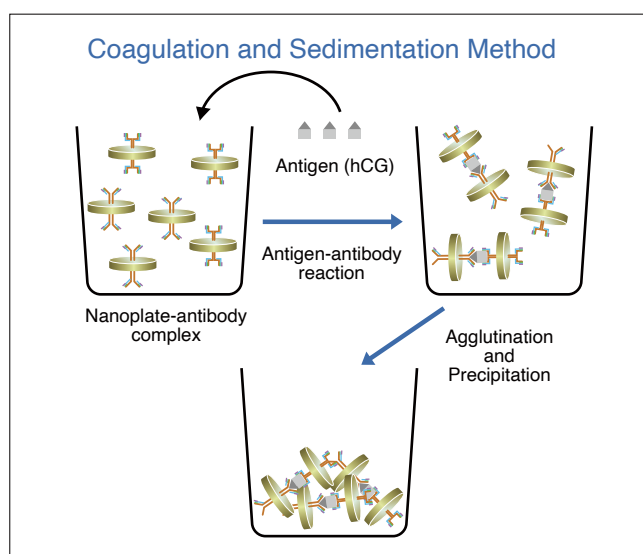 Coagulation and Sedimentation Method
Antigen (hCG)
Antigen-antibody
reaction
Nanoplate-antibody
complex
Agglutination
and
Precipitation